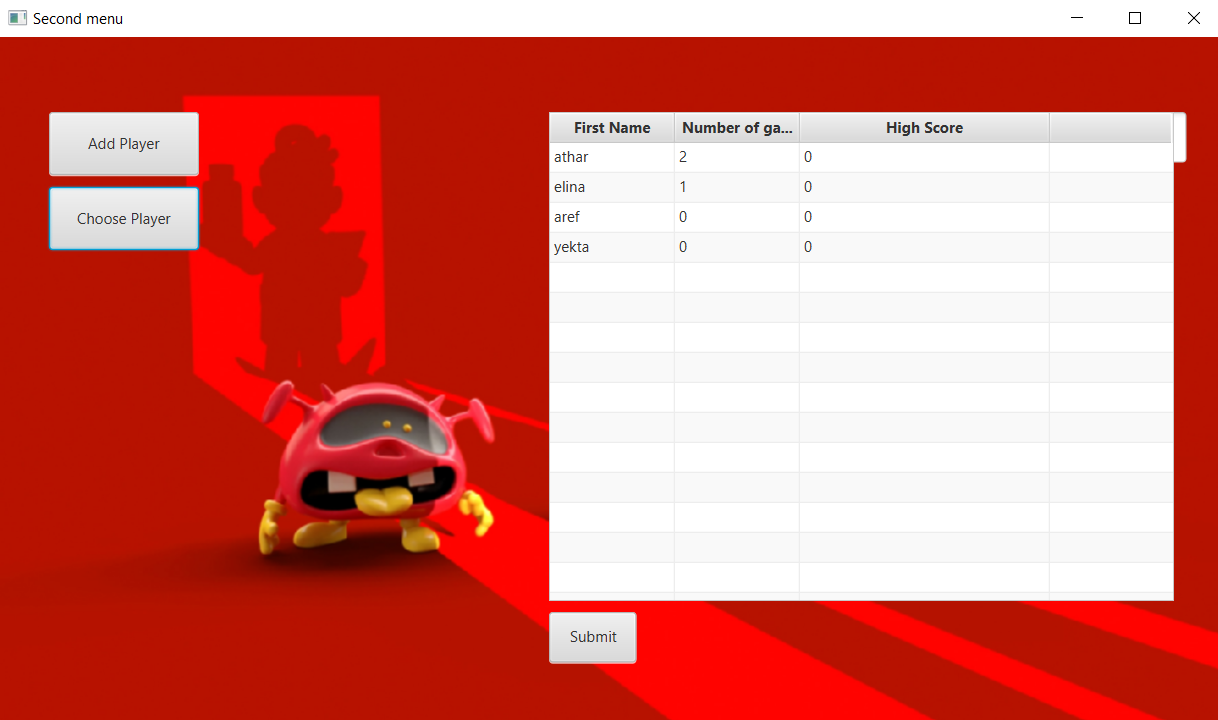 Second menu
Add Player
Choose Player
First Name Number of ga... High Score
athar 2 0
elina 1 0
aref 0 0
yekta 0 0
Submit